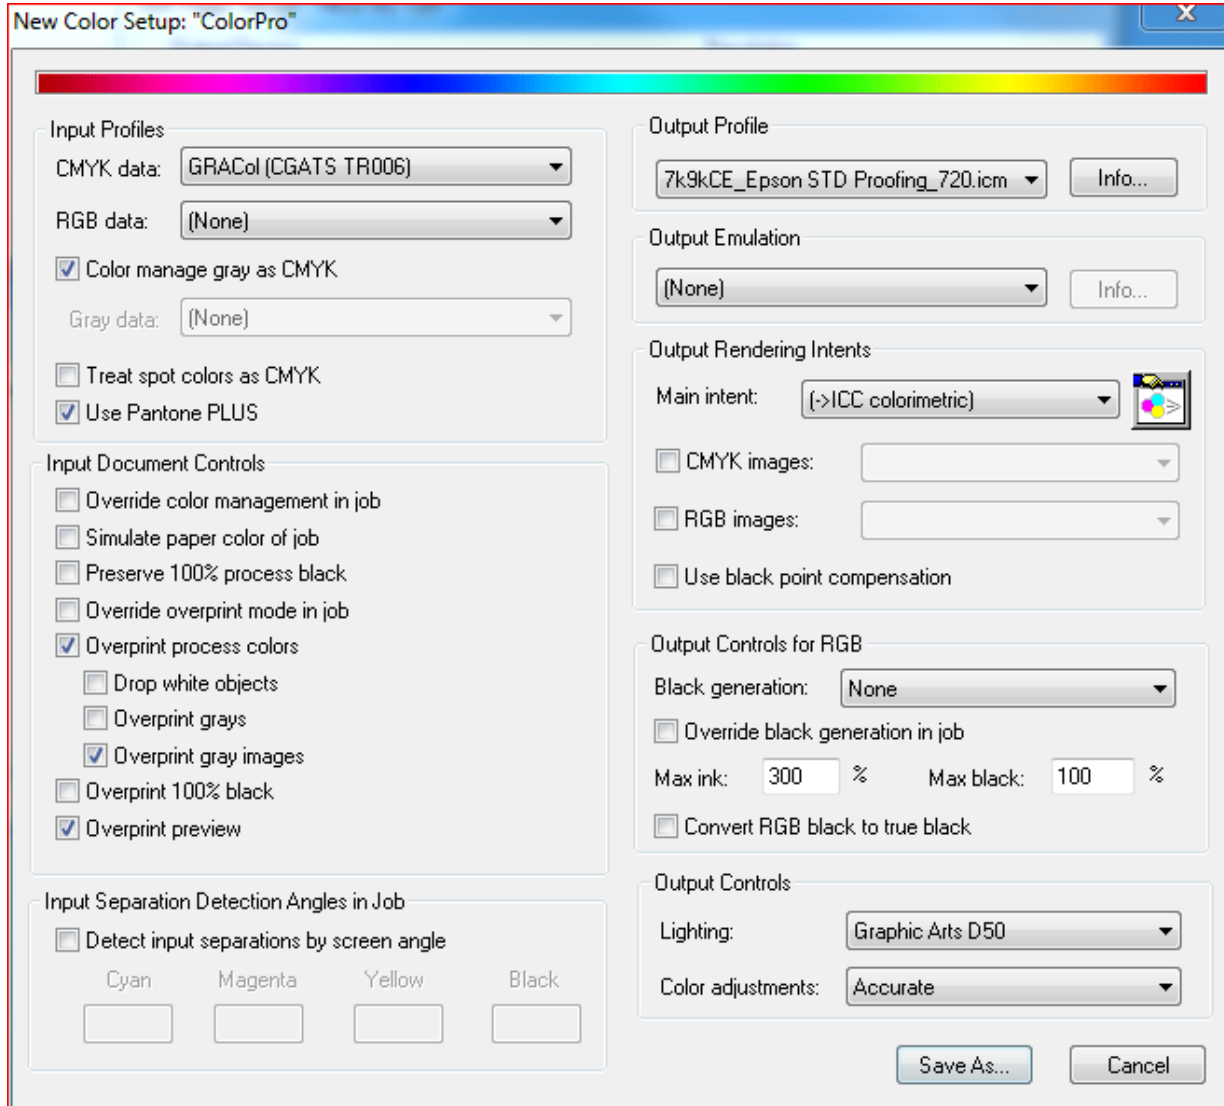 New Color Setup: "ColorPro"
Input Profiles
CMYK data: GRACol (CGATS TR006)
RGB data: (None)
Color manage gray as CMYK
Gray data: (None)
Treat spot colors as CMYK
Use Pantone PLUS
Input Document Controls
Override color management in job
Simulate paper color of job
Preserve 100% process black
Override overprint mode in job
Overprint process colors
Drop white objects
Overprint grays
Overprint gray images
Overprint 100% black
Overprint preview
Input Separation Detection Angles in Job
Detect input separations by screen angle
Cyan Magenta Yellow Black
Output Profile
7k9kCE_Epson STD Proofing_720.icm Info...
Output Emulation
(None) Info...
Output Rendering Intents
Main intent: (->ICC colorimetric)
CMYK images:
RGB images:
Use black point compensation
Output Controls for RGB
Black generation: None
Override black generation in job
Max ink: 300 % Max black: 100 %
Convert RGB black to true black
Output Controls
Lighting: Graphic Arts D50
Color adjustments: Accurate
Save As... Cancel